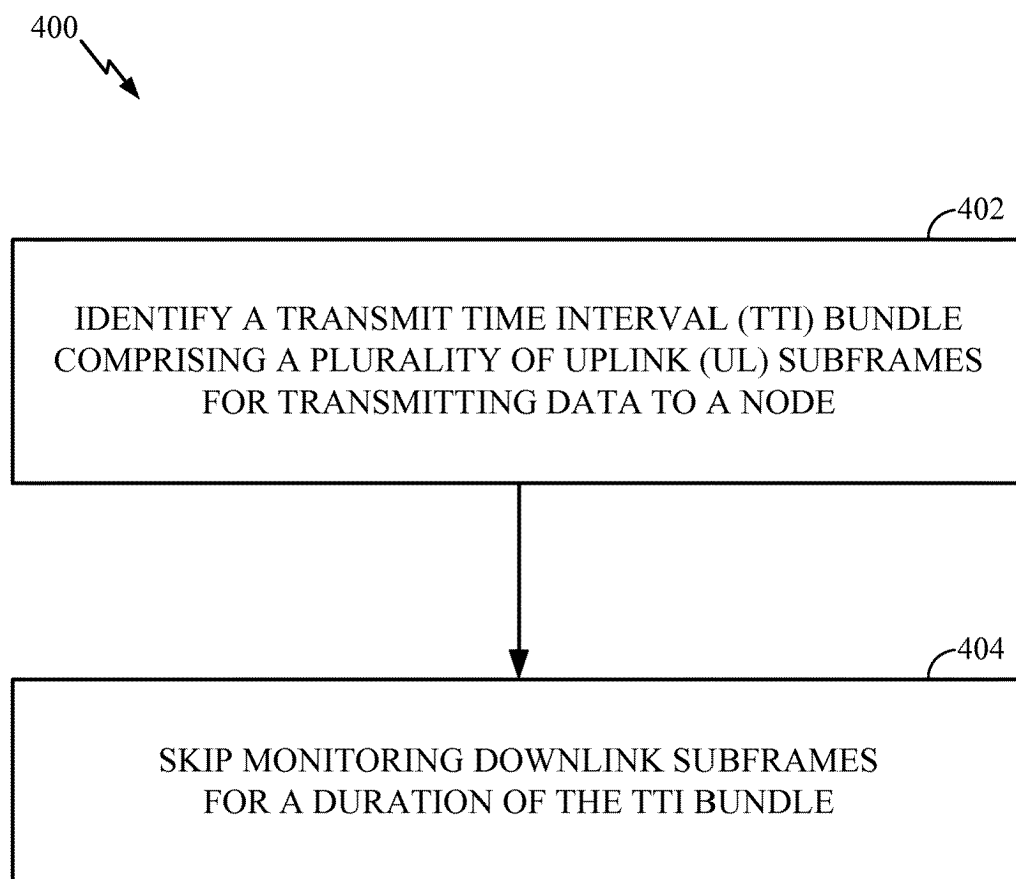 400
402
IDENTIFY A TRANSMIT TIME INTERVAL (TTI) BUNDLE
COMPRISING A PLURALITY OF UPLINK (UL) SUBFRAMES
FOR TRANSMITTING DATA TO A NODE
404
SKIP MONITORING DOWNLINK SUBFRAMES
FOR A DURATION OF THE TTI BUNDLE